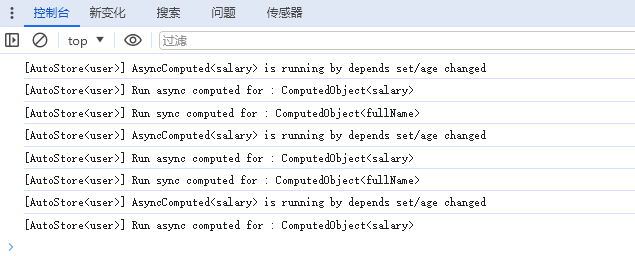 控制台 新变化 搜索 问题 传感器
top 过滤
[AutoStore<user>] AsyncComputed<salary> is running by depends set/age changed
[AutoStore<user>] Run async computed for : ComputedObject<salary>
[AutoStore<user>] Run sync computed for : ComputedObject<fullName>
[AutoStore<user>] AsyncComputed<salary> is running by depends set/age changed
[AutoStore<user>] Run async computed for : ComputedObject<salary>
[AutoStore<user>] Run sync computed for : ComputedObject<fullName>
[AutoStore<user>] AsyncComputed<salary> is running by depends set/age changed
[AutoStore<user>] Run async computed for : ComputedObject<salary>